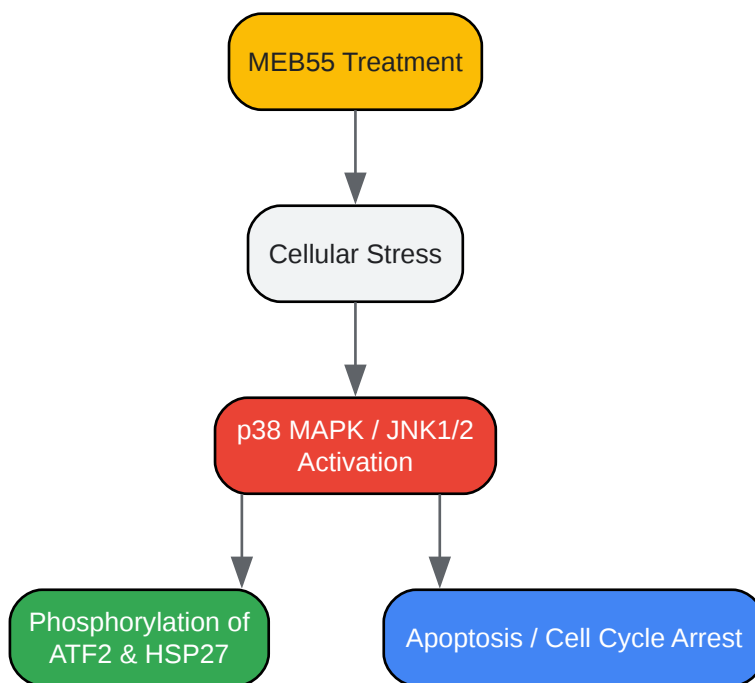 MEB55 Treatment
Cellular Stress
p38 MAPK / JNK1/2
Activation
Phosphorylation of
ATF2 & HSP27
Apoptosis / Cell Cycle Arrest